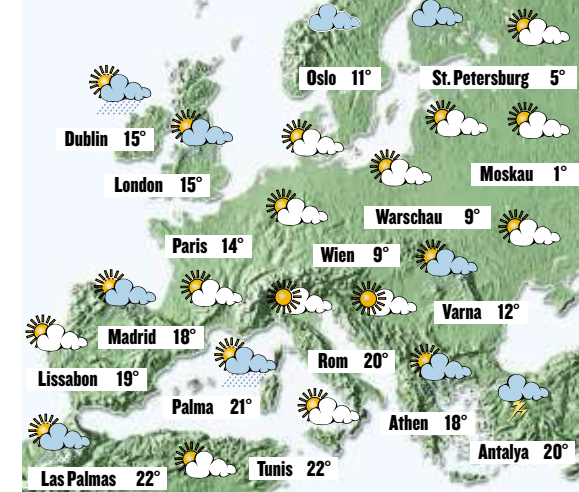 Oslo 11°
St. Petersburg 5°
Dublin 15°
London 15°
Moskau 1°
Warschau 9°
Paris 14°
Wien 9°
Varna 12°
Madrid 18°
Rom 20°
Lissabon 19°
Palma 21°
Athen 18°
Antalya 20°
Tunis 22°
Las Palmas 22°